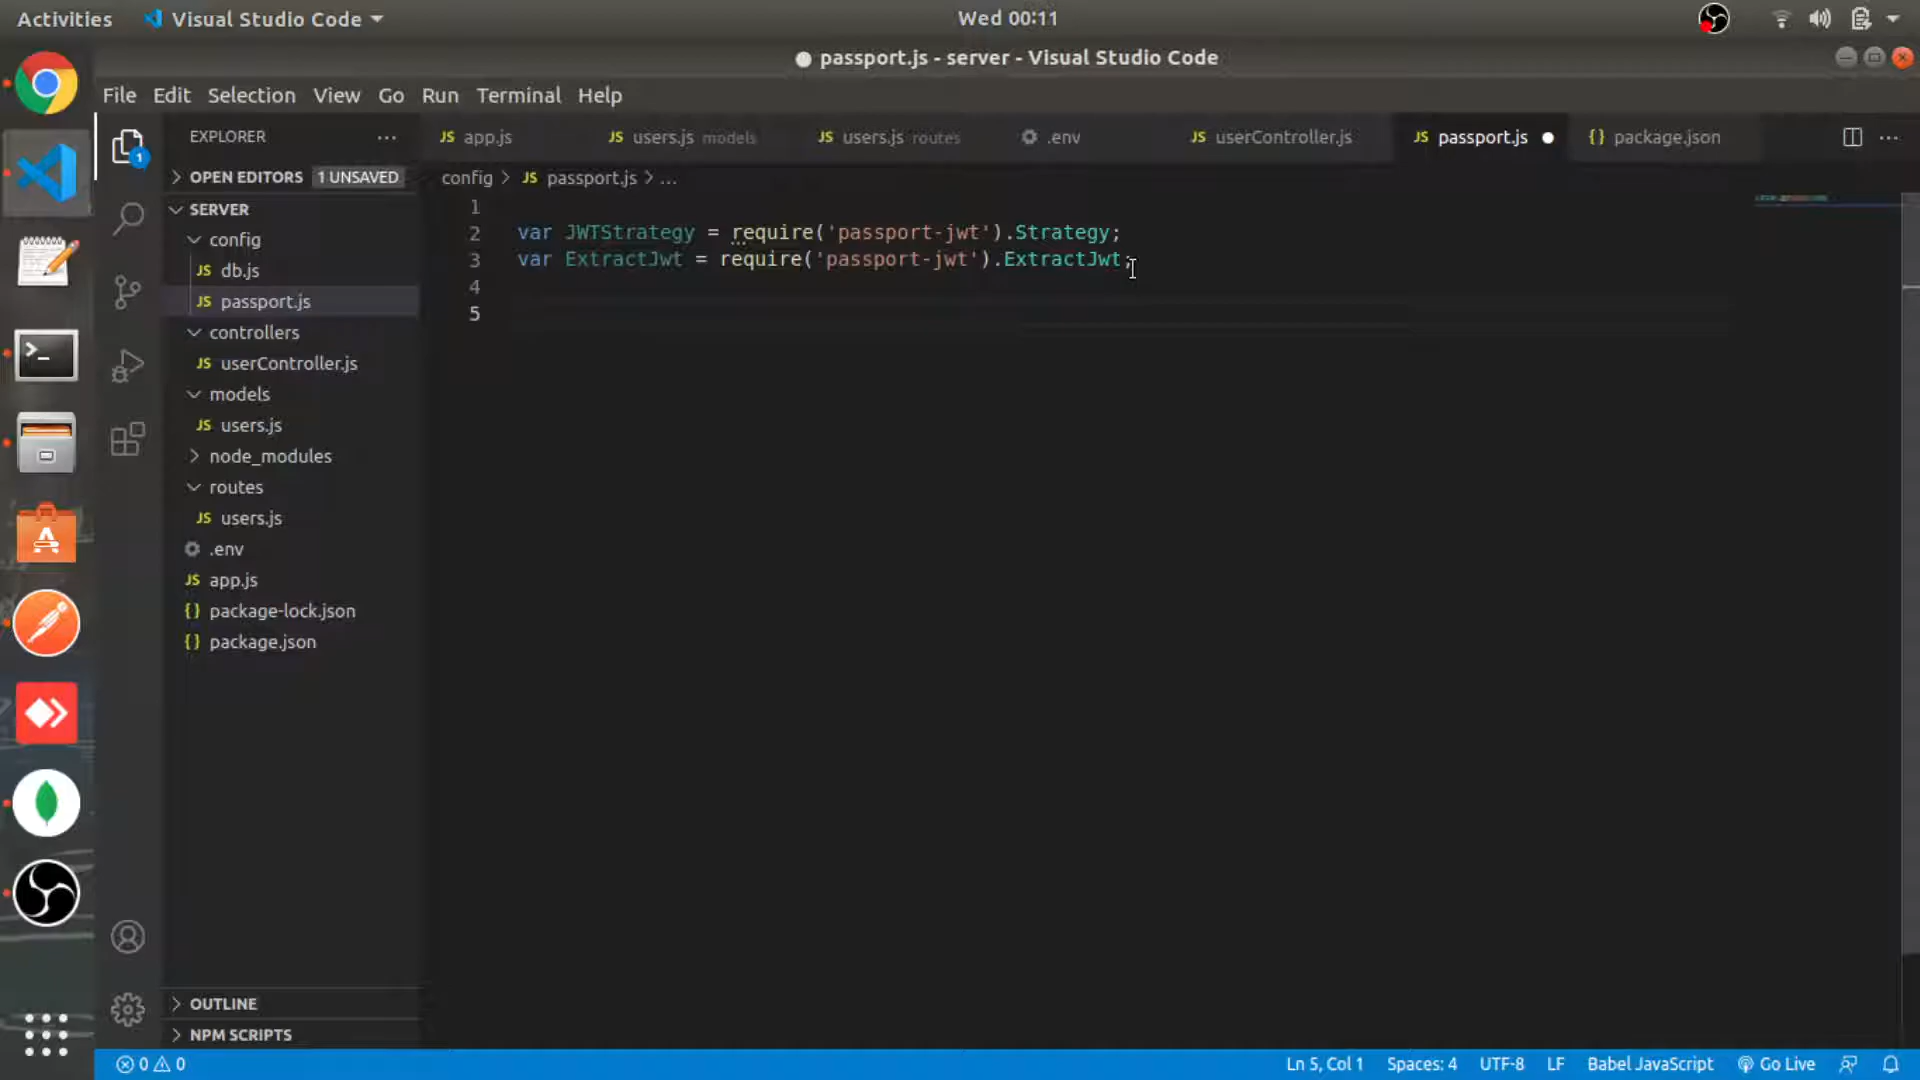 Activities Visual Studio Code Wed 00:11
passport.js - server - Visual Studio Code
File Edit Selection View Go Run Terminal Help
EXPLORER
JS app.js JS users.js models JS users.js routes .env JS userController.js JS passport.js {} package.json
OPEN EDITORS 1 UNSAVED
config > JS passport.js > ...
SERVER
config
JS db.js
JS passport.js
controllers
JS userController.js
models
JS users.js
node_modules
routes
JS users.js
.env
JS app.js
{} package-lock.json
{} package.json
OUTLINE
NPM SCRIPTS
1
2 var JWTStrategy = require('passport-jwt').Strategy;
3 var ExtractJwt = require('passport-jwt').ExtractJwt;
4
5
1
0 0 Ln 5, Col 1 Spaces: 4 UTF-8 LF Babel JavaScript Go Live